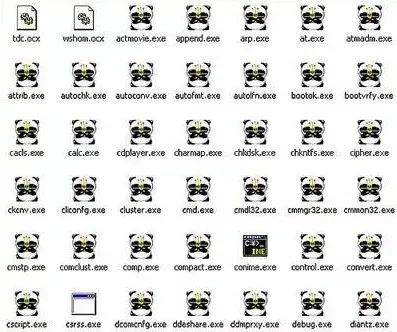 tdc.ocx wshom.ocx actmovie.exe append.exe arp.exe at.exe atmadm.exe
attrib.exe autochk.exe autoconv.exe autofmt.exe autolfn.exe bootok.exe bootvrfy.exe
cacls.exe calc.exe cdplayer.exe charmap.exe chkdsk.exe chkntfs.exe cipher.exe
ckcnv.exe cliconfg.exe cluster.exe cmd.exe cmdl32.exe cmmgr32.exe cmmon32.exe
C:\>_
IME
cmstp.exe comclust.exe comp.exe compact.exe conime.exe control.exe convert.exe
cscript.exe csrss.exe dcomcnfg.exe ddeshare.exe ddmprxy.exe debug.exe diantz.exe